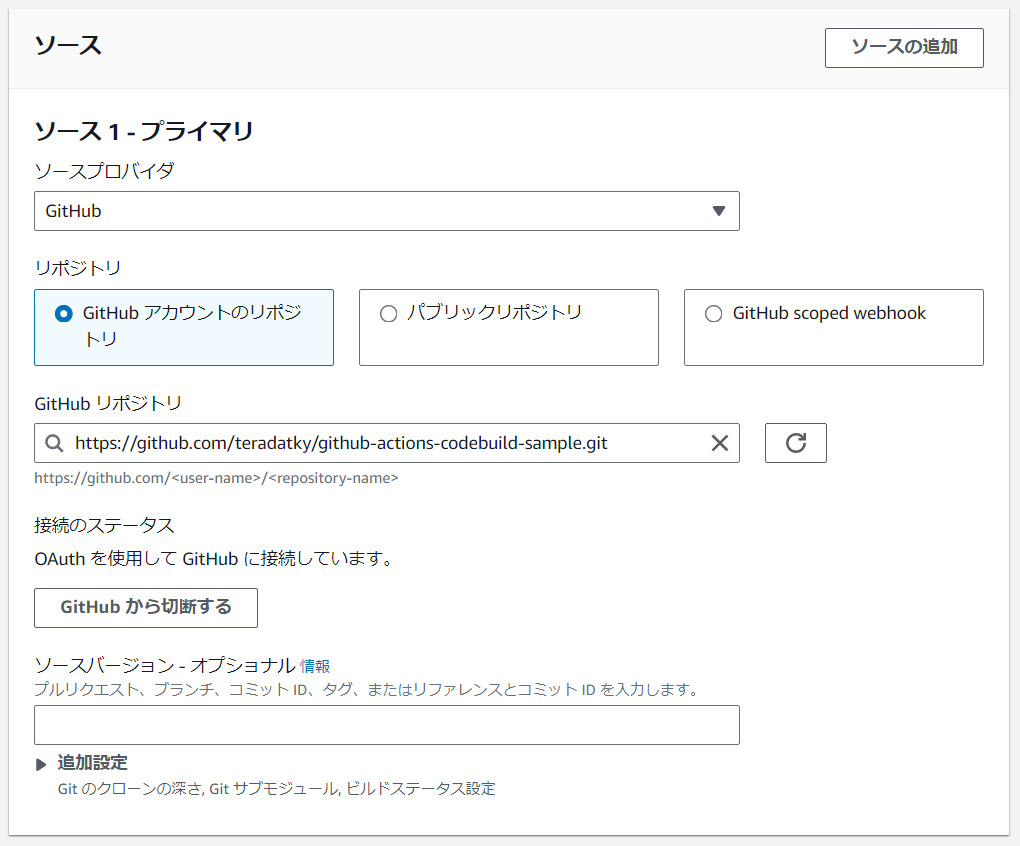 ソース
ソースの追加
ソース 1 - プライマリ
ソースプロバイダ
GitHub
リポジトリ
GitHub アカウントのリポジ
トリ
パブリックリポジトリ
GitHub scoped webhook
GitHub リポジトリ
https://github.com/teradatky/github-actions-codebuild-sample.git
https://github.com/<user-name>/<repository-name>
接続のステータス
OAuth を使用して GitHub に接続しています。
GitHub から切断する
ソースバージョン - オプショナル 情報
プルリクエスト、ブランチ、コミット ID、タグ、またはリファレンスとコミット ID を入力します。
追加設定
Git のクローンの深さ, Git サブモジュール, ビルドステータス設定